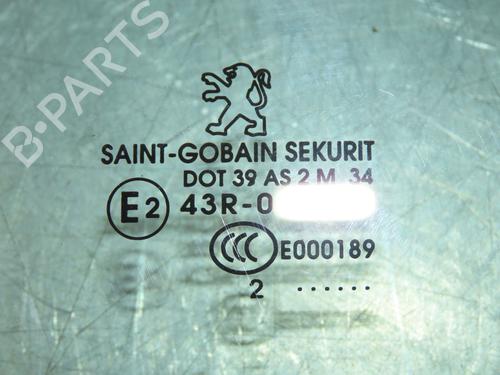 B-PARTS
SAINT-GOBAIN SEKURIT
DOT 39 AS 2 M 34
E2 43R-0
CCC E000189
2 ......